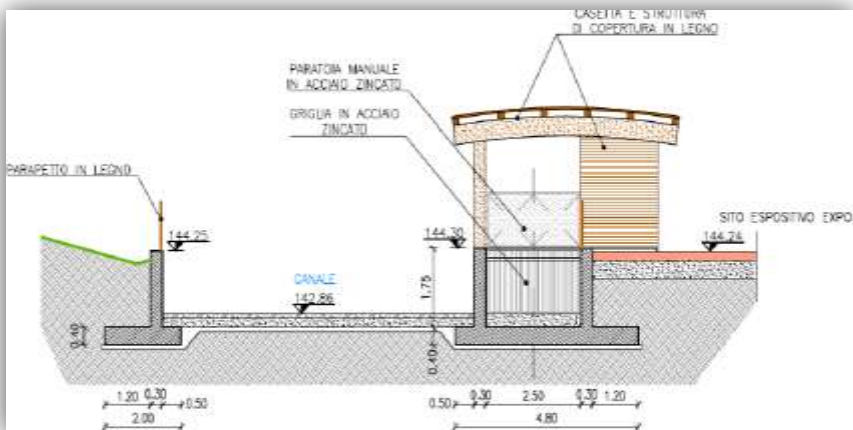 CASETTA E STRUTTURA
DI COPERTURA IN LEGNO
PARATOIA MANUALE
IN ACCIAIO ZINCATO
GRIGLIA IN ACCIAIO
ZINCATO
PARAPETTO IN LEGNO
SITO ESPOSITIVO EXPO
144.25
144.30
144.24
CANALE
142.86
1.75
0.40
0.40
1.20 0.30 0.50
2.00
0.50 0.30 2.50 0.30 1.20
4.80